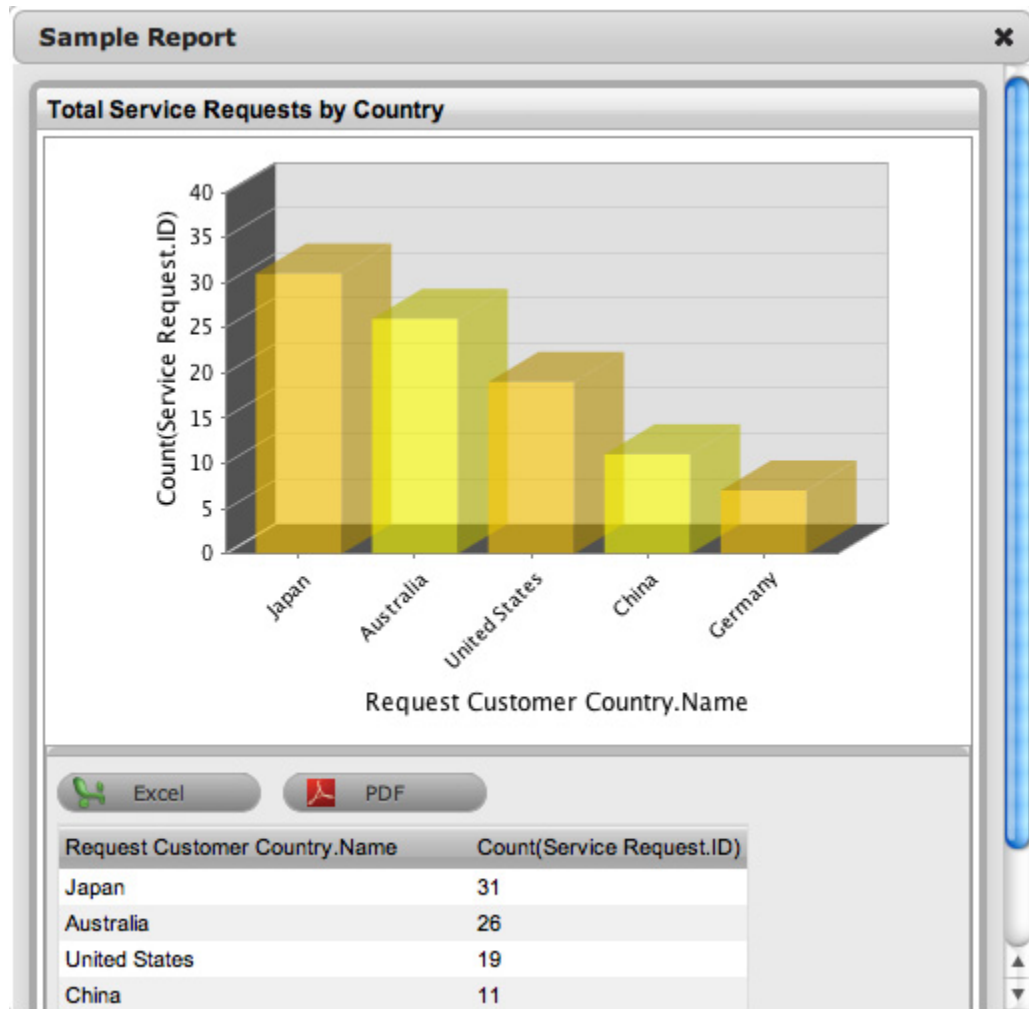 Sample Report
Total Service Requests by Country
40
35
30
25
20
15
10
5
0
Count(Service Request.ID)
Japan
Australia
United States
China
Germany
Request Customer Country.Name
Excel
PDF
Request Customer Country.Name Count(Service Request.ID)
Japan 31
Australia 26
United States 19
China 11